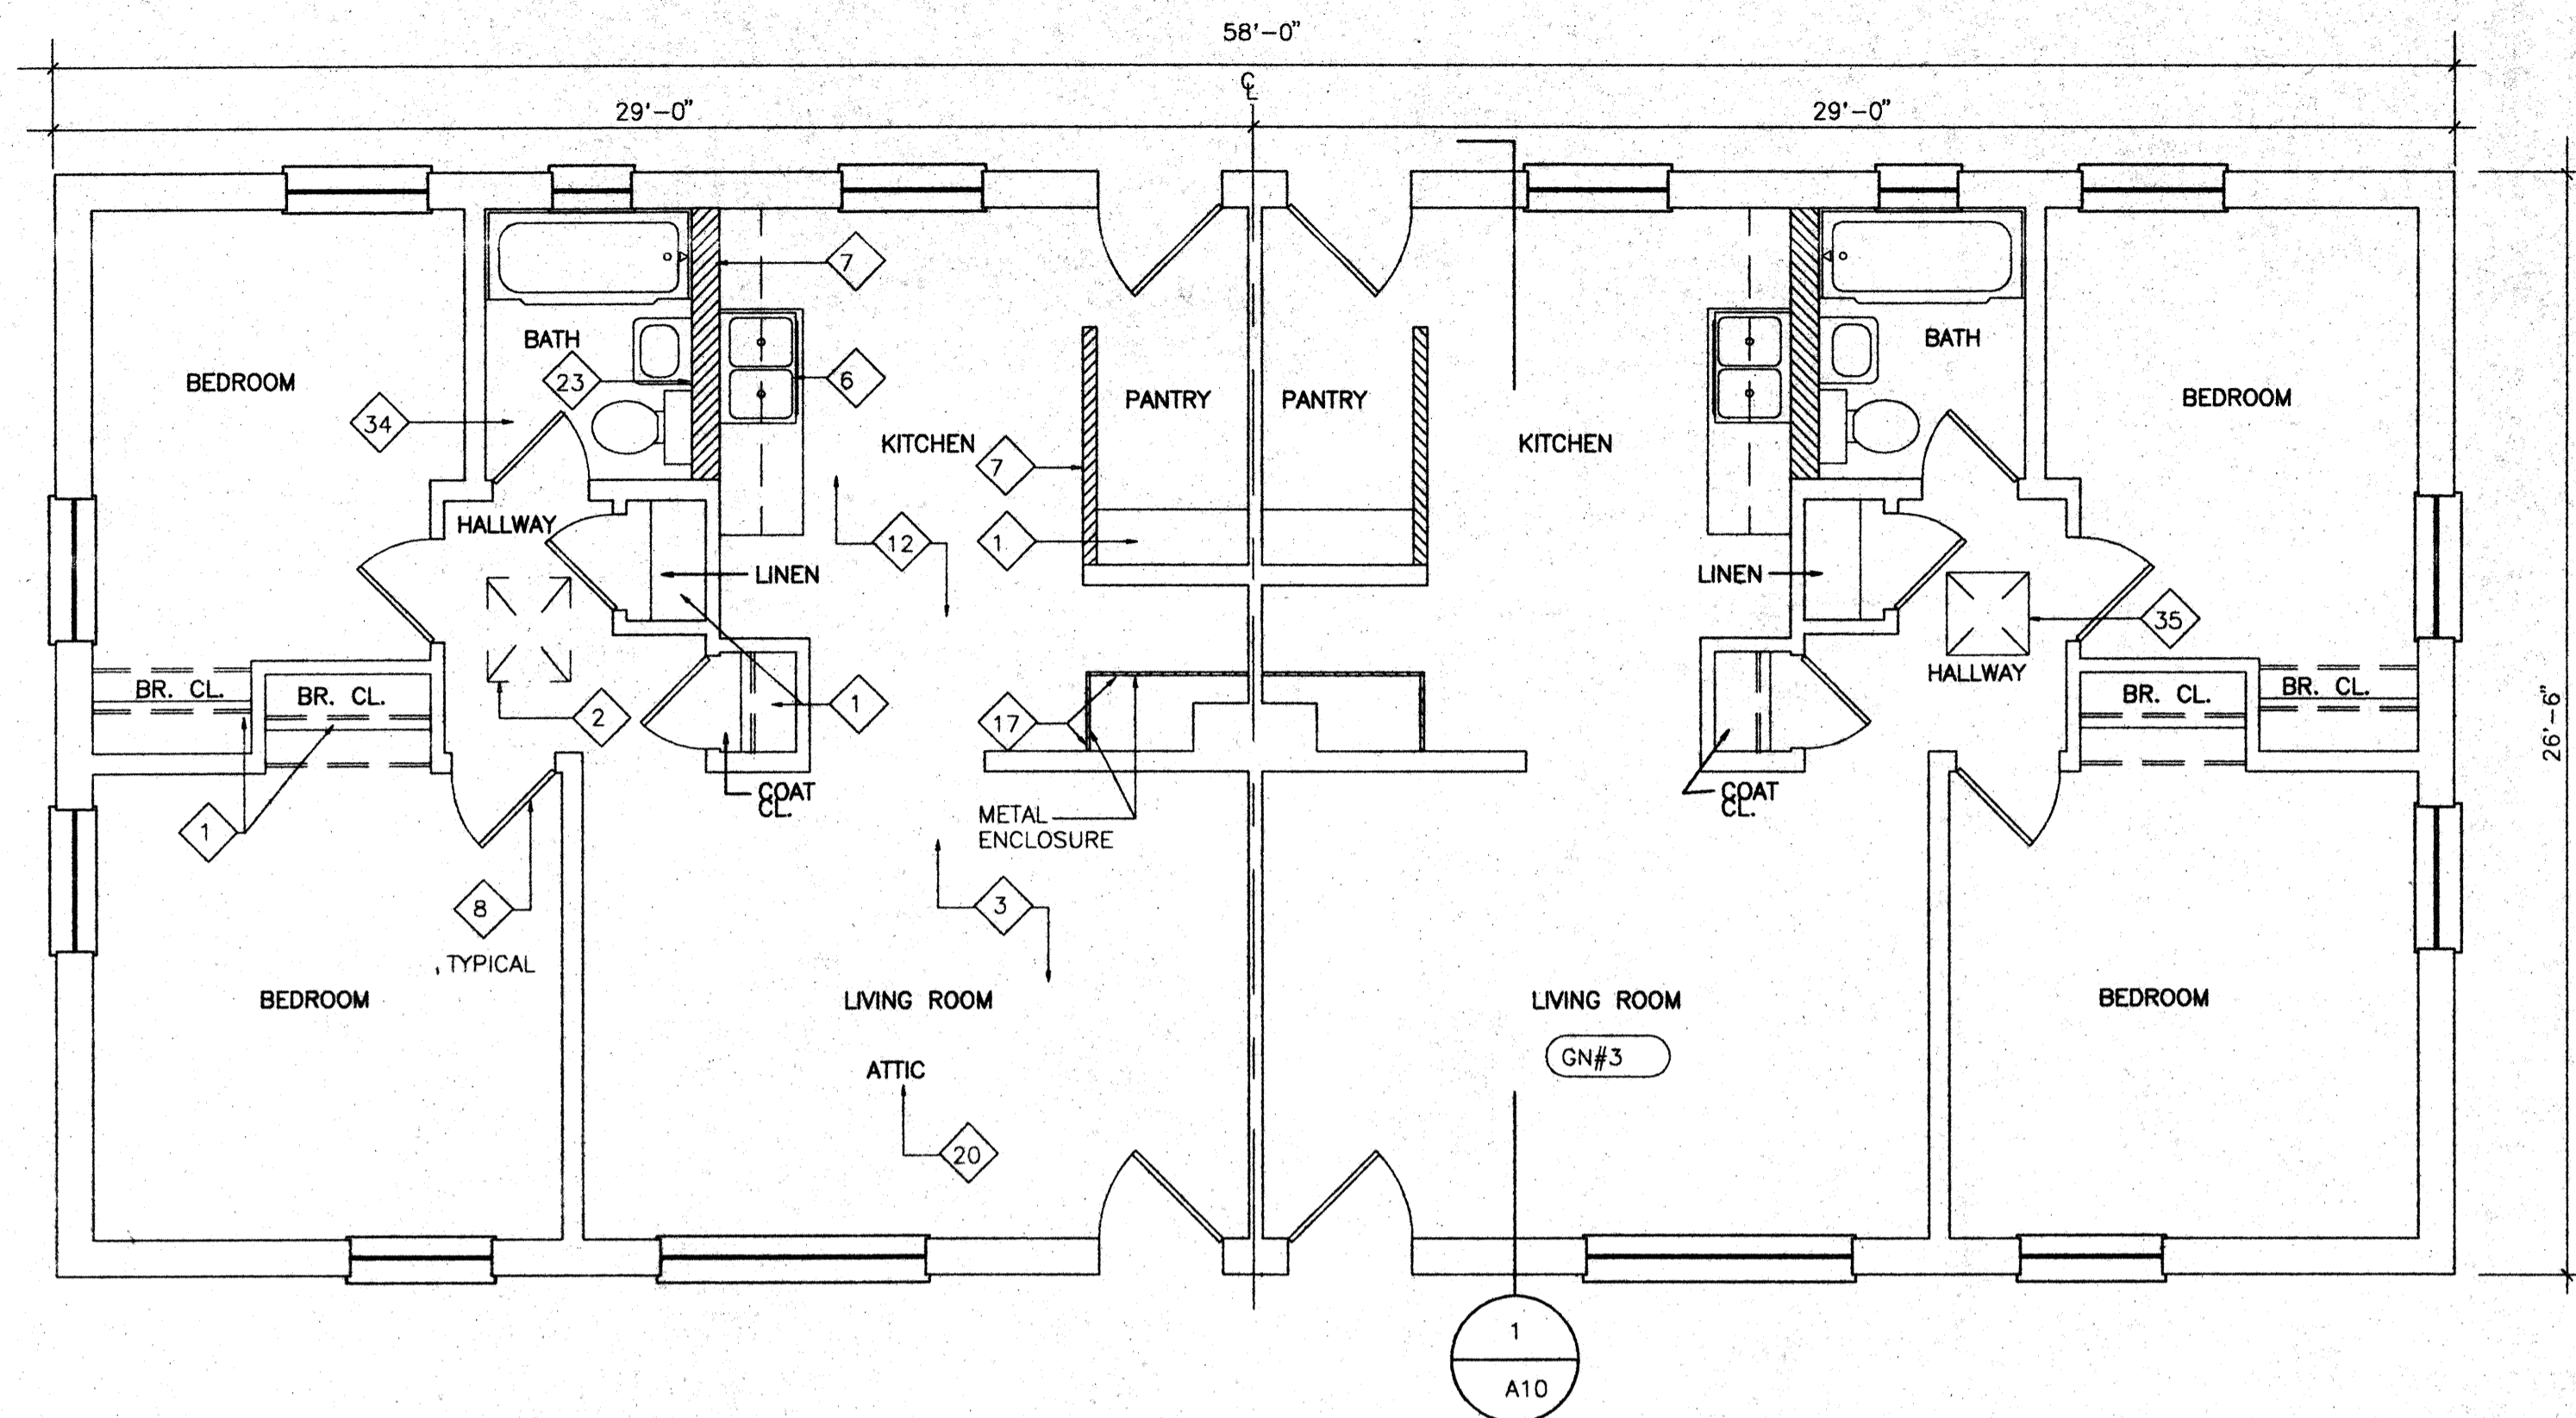 58'-0"
℄
29'-0"
29'-0"
7
BATH
BATH
23
6
BEDROOM
BEDROOM
PANTRY
PANTRY
34
KITCHEN
KITCHEN
7
HALLWAY
12
1
LINEN
LINEN
35
HALLWAY
BR. CL.
BR. CL.
2
1
17
BR. CL.
BR. CL.
26'-6"
COAT
CL.
COAT
CL.
METAL
ENCLOSURE
1
8
3
TYPICAL
BEDROOM
LIVING ROOM
LIVING ROOM
BEDROOM
GN#3
ATTIC
20
1
A10